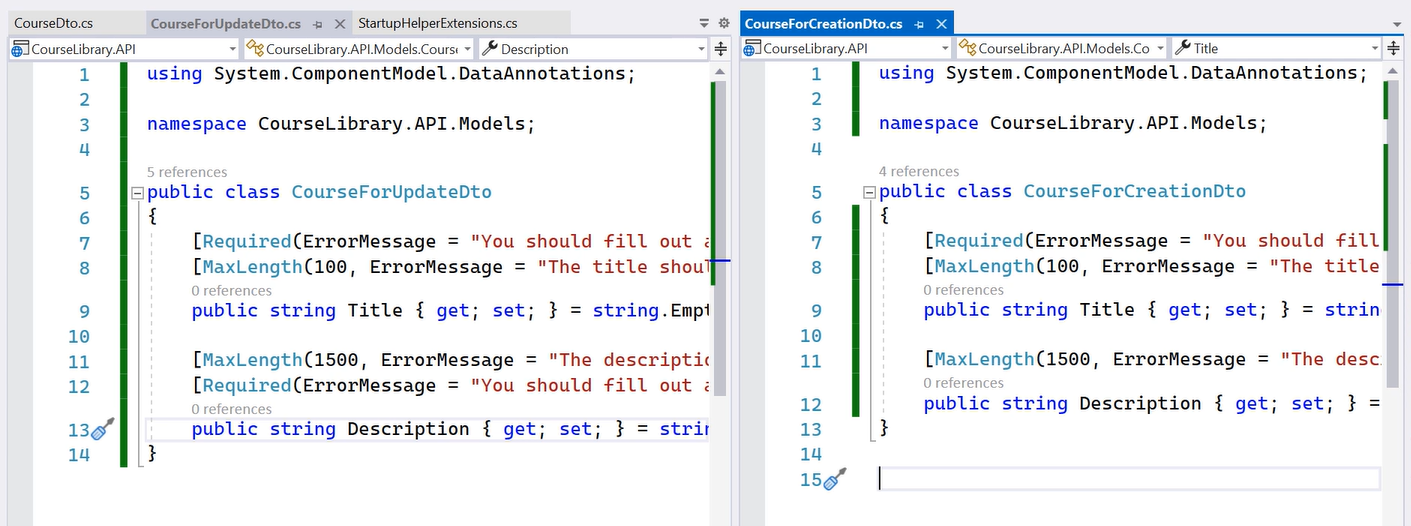 CourseDto.cs CourseForUpdateDto.cs StartupHelperExtensions.cs
CourseLibrary.API CourseLibrary.API.Models.Course Description
1 using System.ComponentModel.DataAnnotations;
2
3 namespace CourseLibrary.API.Models;
4
5 references
5 public class CourseForUpdateDto
6 {
7 [Required(ErrorMessage = "You should fill out a
8 [MaxLength(100, ErrorMessage = "The title shoul
0 references
9 public string Title { get; set; } = string.Empt
10
11 [MaxLength(1500, ErrorMessage = "The descriptio
12 [Required(ErrorMessage = "You should fill out a
0 references
13 public string Description { get; set; } = strin
14 }
CourseForCreationDto.cs
CourseLibrary.API CourseLibrary.API.Models.Co Title
1 using System.ComponentModel.DataAnnotations;
2
3 namespace CourseLibrary.API.Models;
4
4 references
5 public class CourseForCreationDto
6 {
7 [Required(ErrorMessage = "You should fill
8 [MaxLength(100, ErrorMessage = "The title
0 references
9 public string Title { get; set; } = strin
10
11 [MaxLength(1500, ErrorMessage = "The desc
0 references
12 public string Description { get; set; } =
13 }
14
15